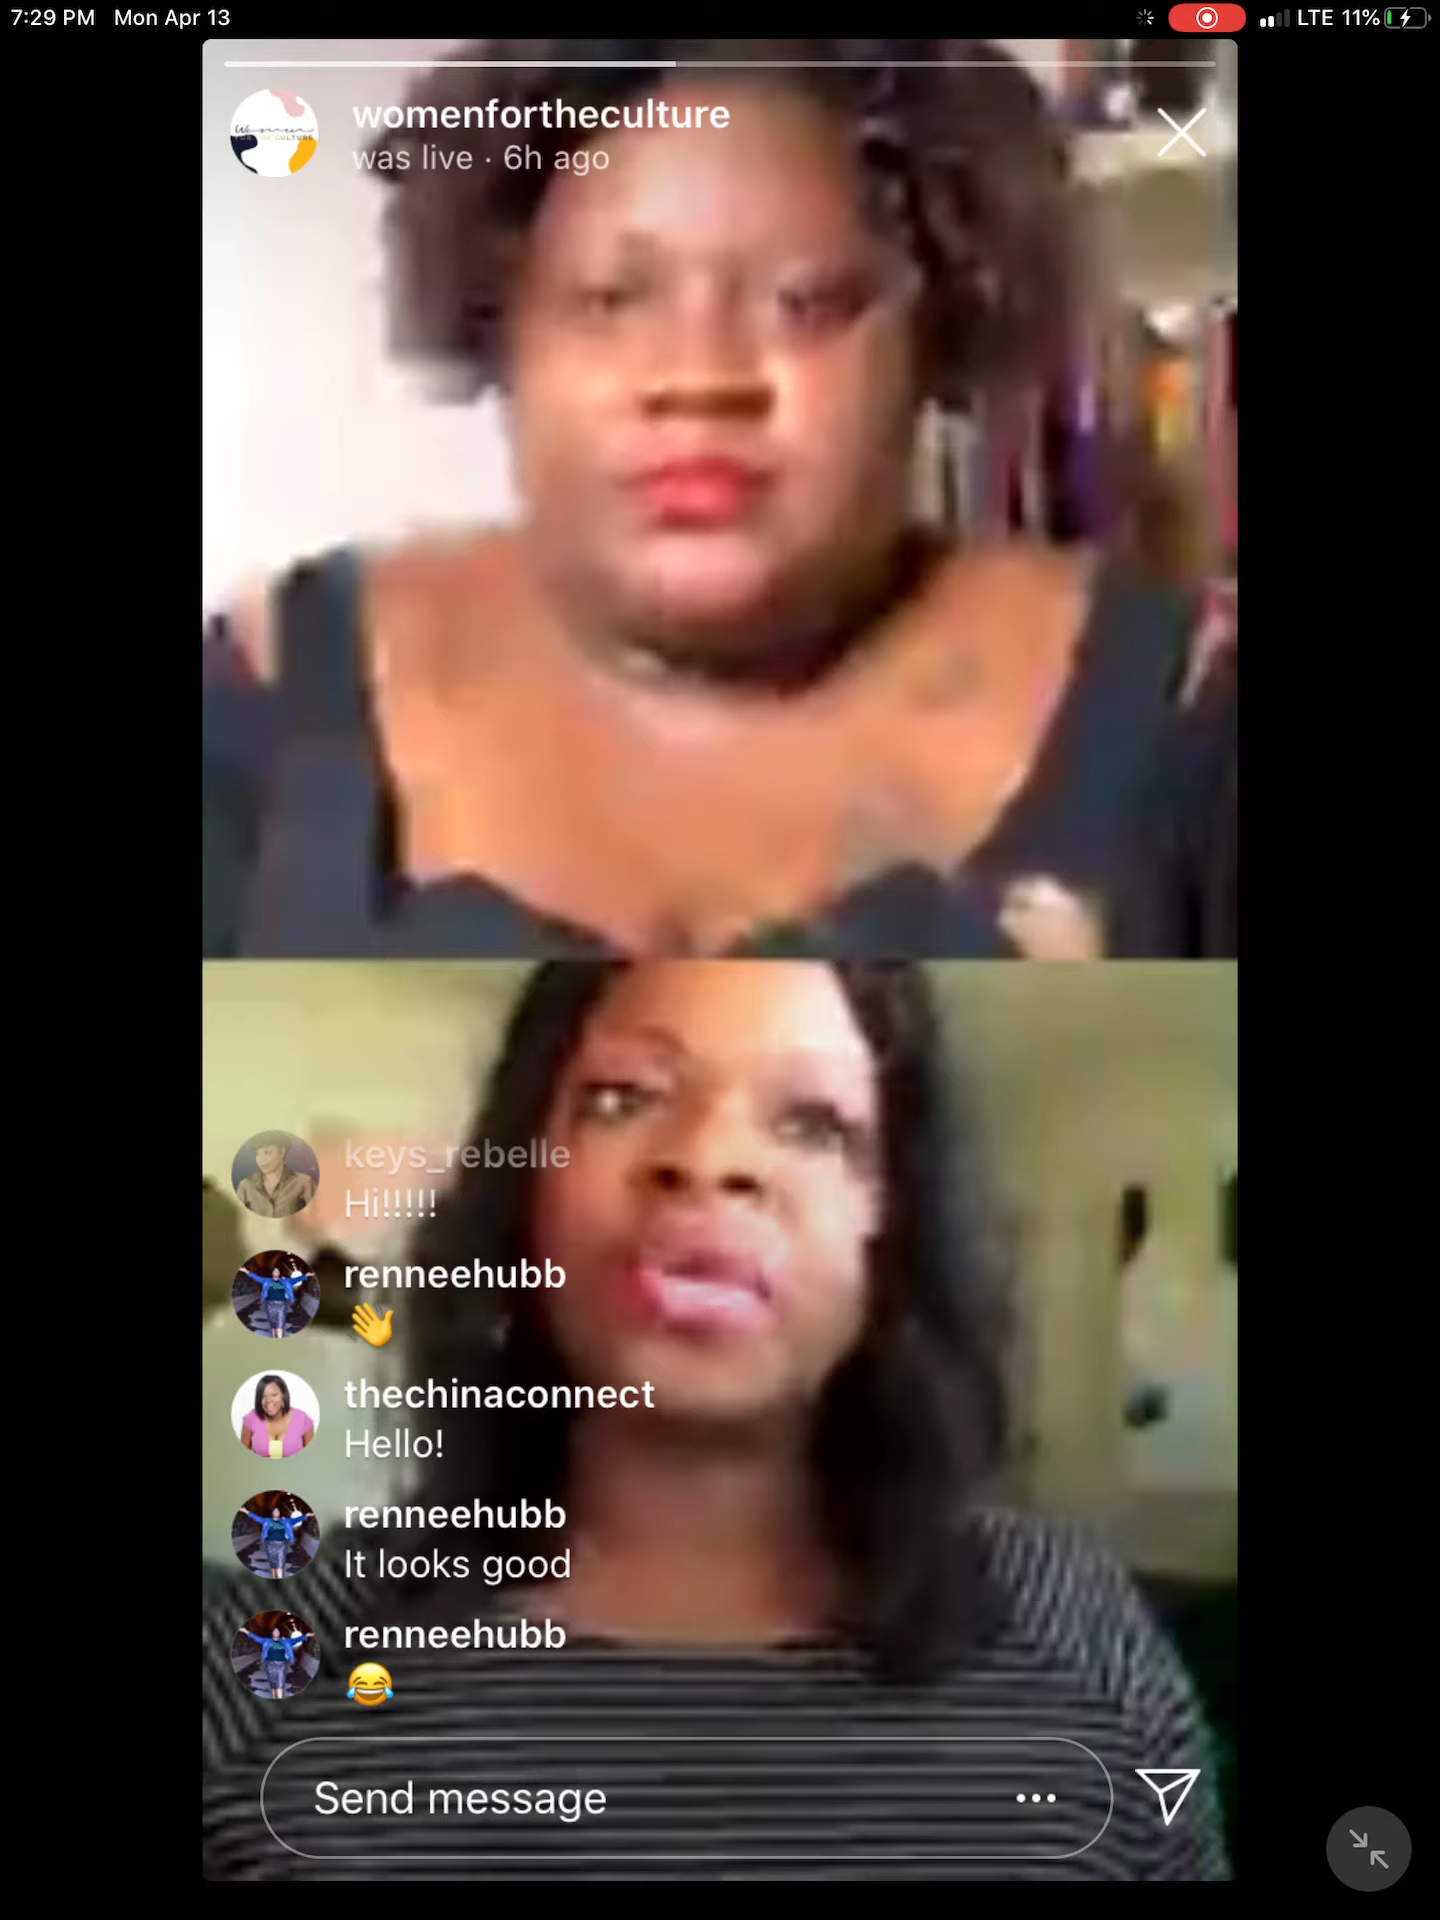 7:29 PM Mon Apr 13
LTE 11%
womenfortheculture
was live · 6h ago
keys_rebelle
Hi!!!!!
renneehubb
👋
thechinaconnect
Hello!
renneehubb
It looks good
renneehubb
😂
Send message